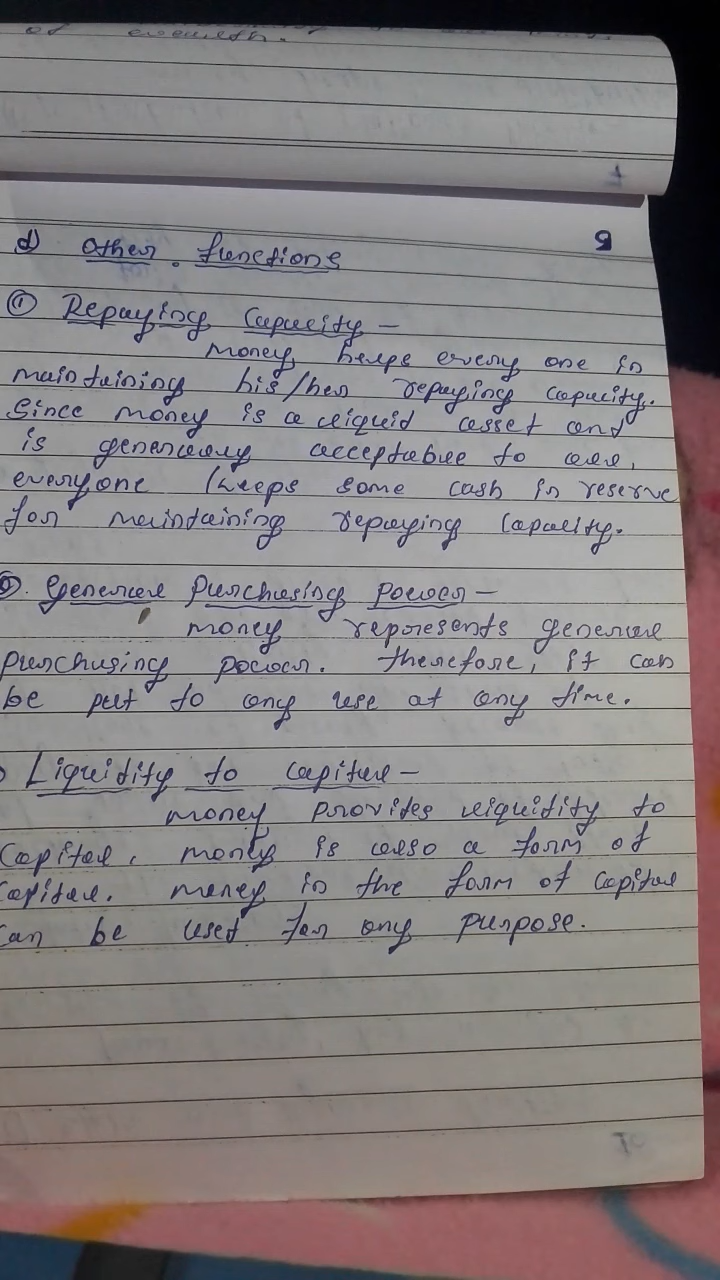 of
9
d) Other functions
① Repaying Capacity –
money helps every one in
maintaining his/her repaying capacity.
Since money is a liquid asset and
is generally acceptable to all,
everyone keeps some cash in reserve
for maintaining repaying capacity.
General Purchasing Power –
money represents general
purchasing power. therefore, it can
be put to any use at any time.
Liquidity to capital –
money provides liquidity to
Capital. money is also a form of
Capital. money in the form of capital
can be used for any purpose.